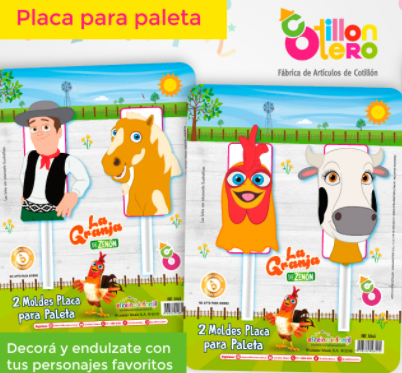 Placa para paleta
Cotillon
Otero
Fábrica de Artículos de Cotillón
La
Granja
DE ZENÓN
2 Moldes Placa
para Paleta
La
Granja
DE ZENÓN
2 Moldes Placa
para Paleta
Decorá y endulzate con
tus personajes favoritos